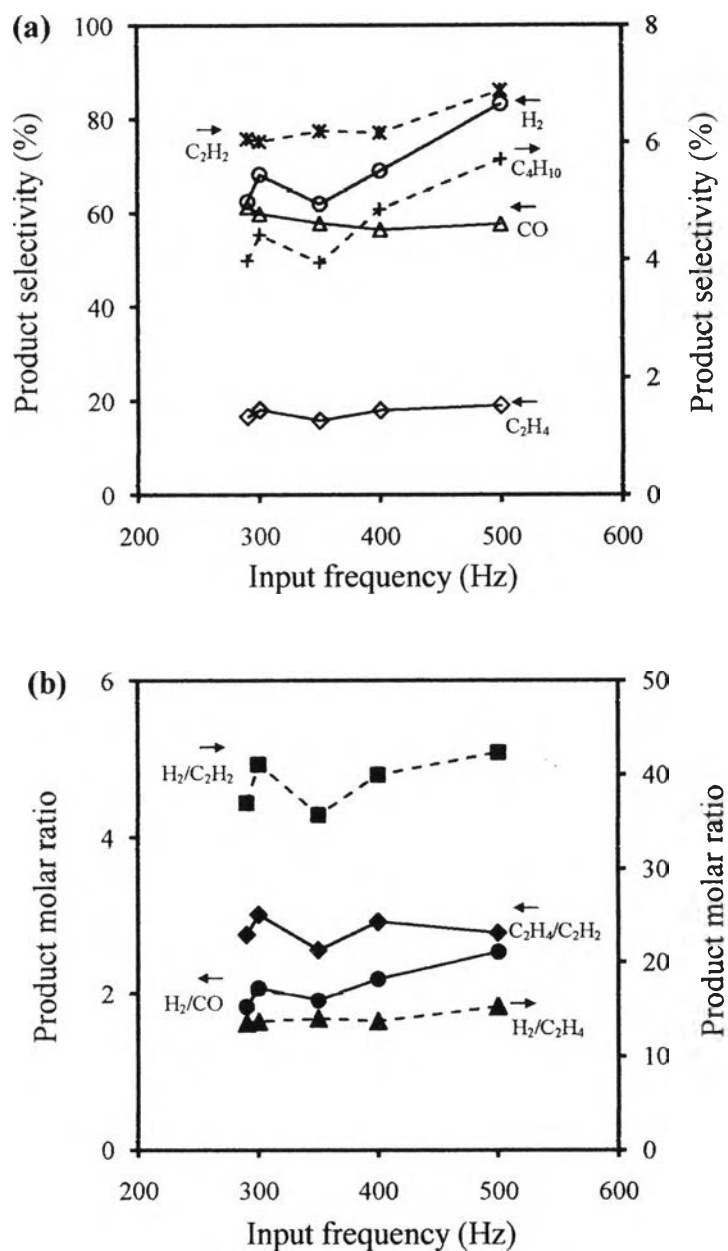 (a)
100
80
60
40
20
0
Product selectivity (%)
8
6
4
2
0
Product selectivity (%)
C₂H₂
H₂
C₄H₁₀
CO
C₂H₄
200 300 400 500 600
Input frequency (Hz)
(b)
6
4
2
0
Product molar ratio
50
40
30
20
10
0
Product molar ratio
H₂/C₂H₂
C₂H₄/C₂H₂
H₂/CO
H₂/C₂H₄
200 300 400 500 600
Input frequency (Hz)